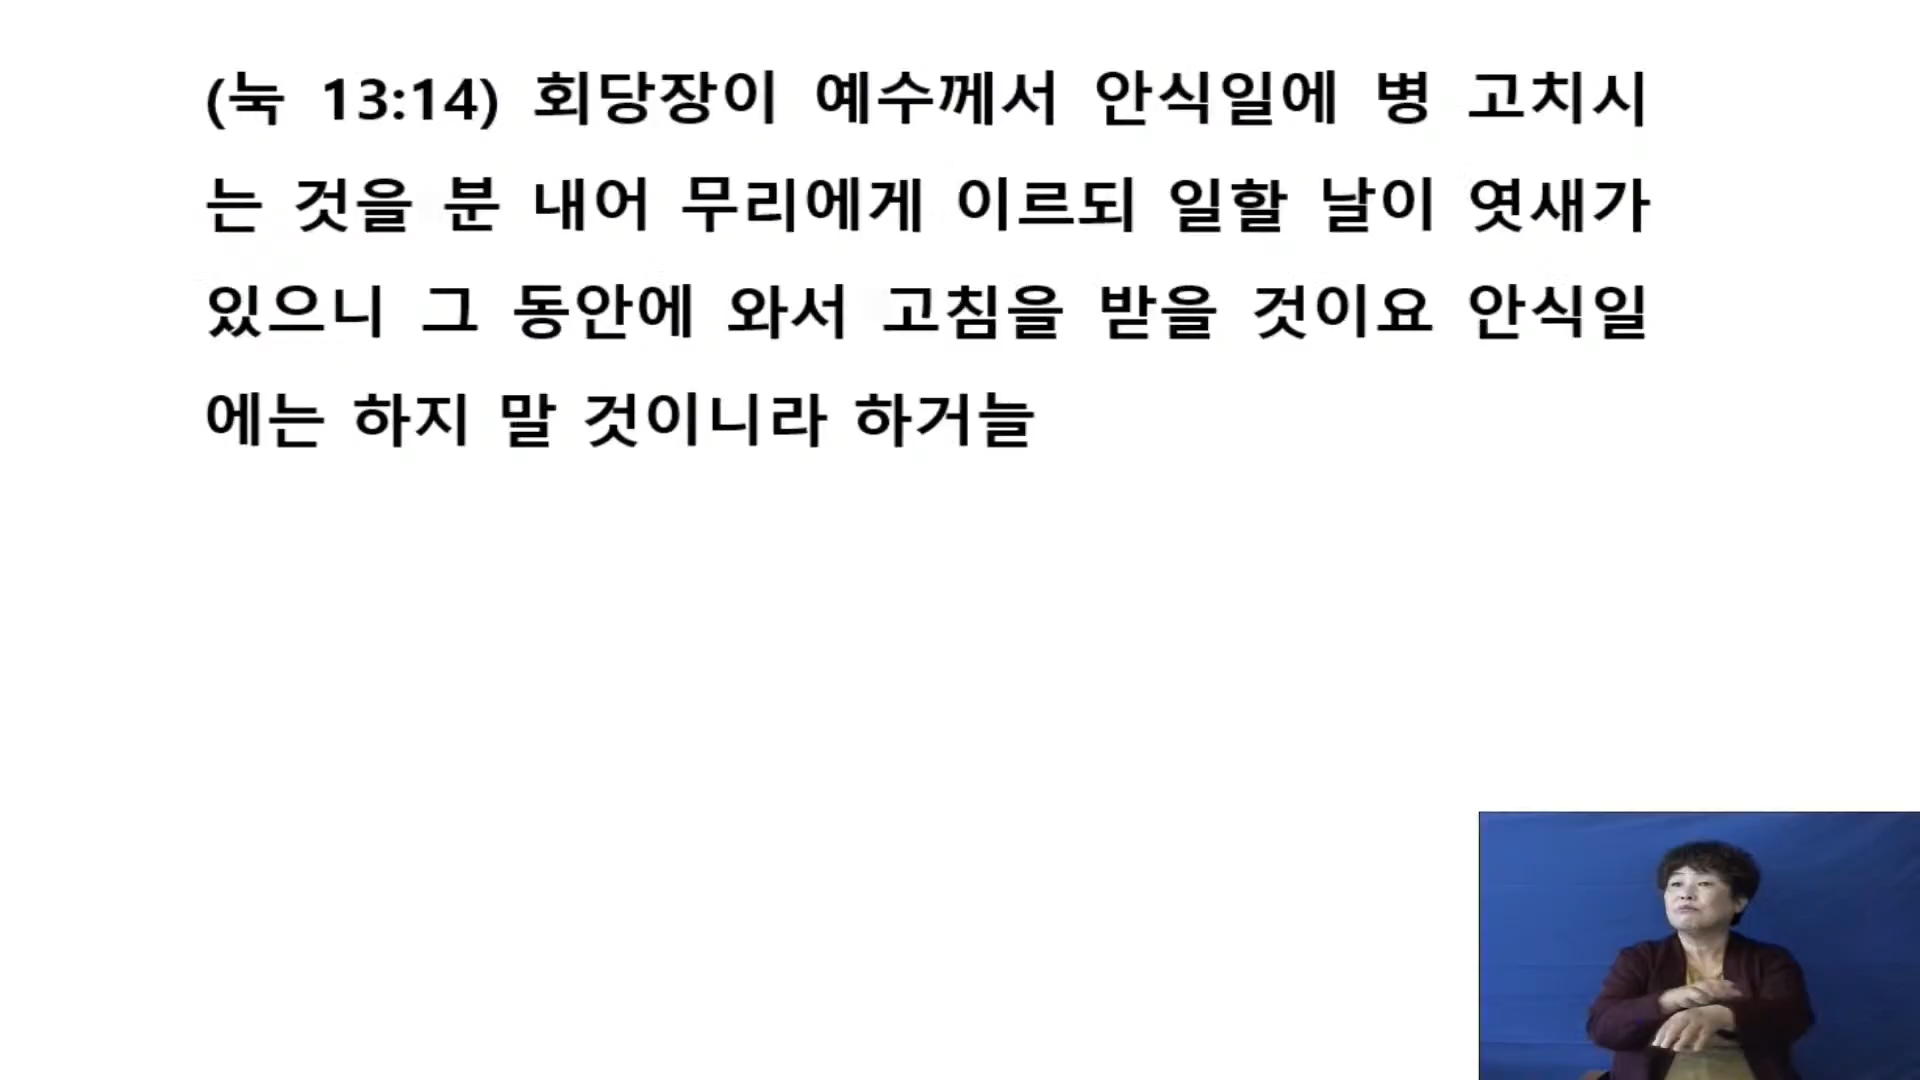 (눅 13:14) 회당장이 예수께서 안식일에 병 고치시
는 것을 분 내어 무리에게 이르되 일할 날이 엿새가
있으니 그 동안에 와서 고침을 받을 것이요 안식일
에는 하지 말 것이니라 하거늘